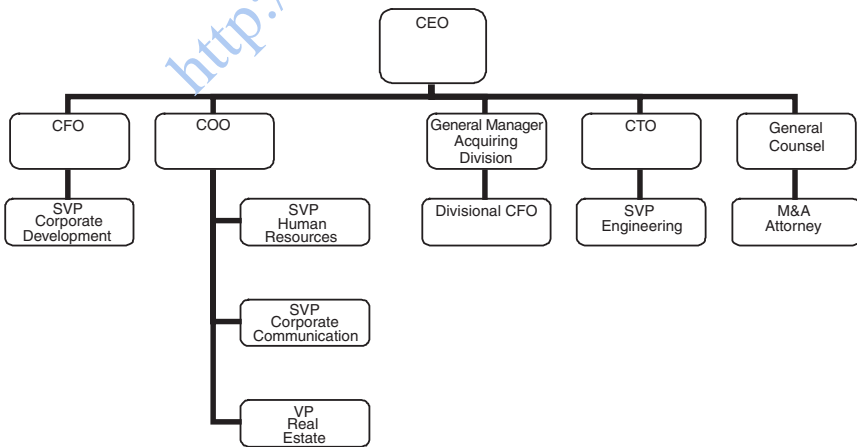 http:/
CEO
CFO
COO
General Manager
Acquiring
Division
CTO
General
Counsel
SVP
Corporate
Development
SVP
Human
Resources
Divisional CFO
SVP
Engineering
M&A
Attorney
SVP
Corporate
Communication
VP
Real
Estate